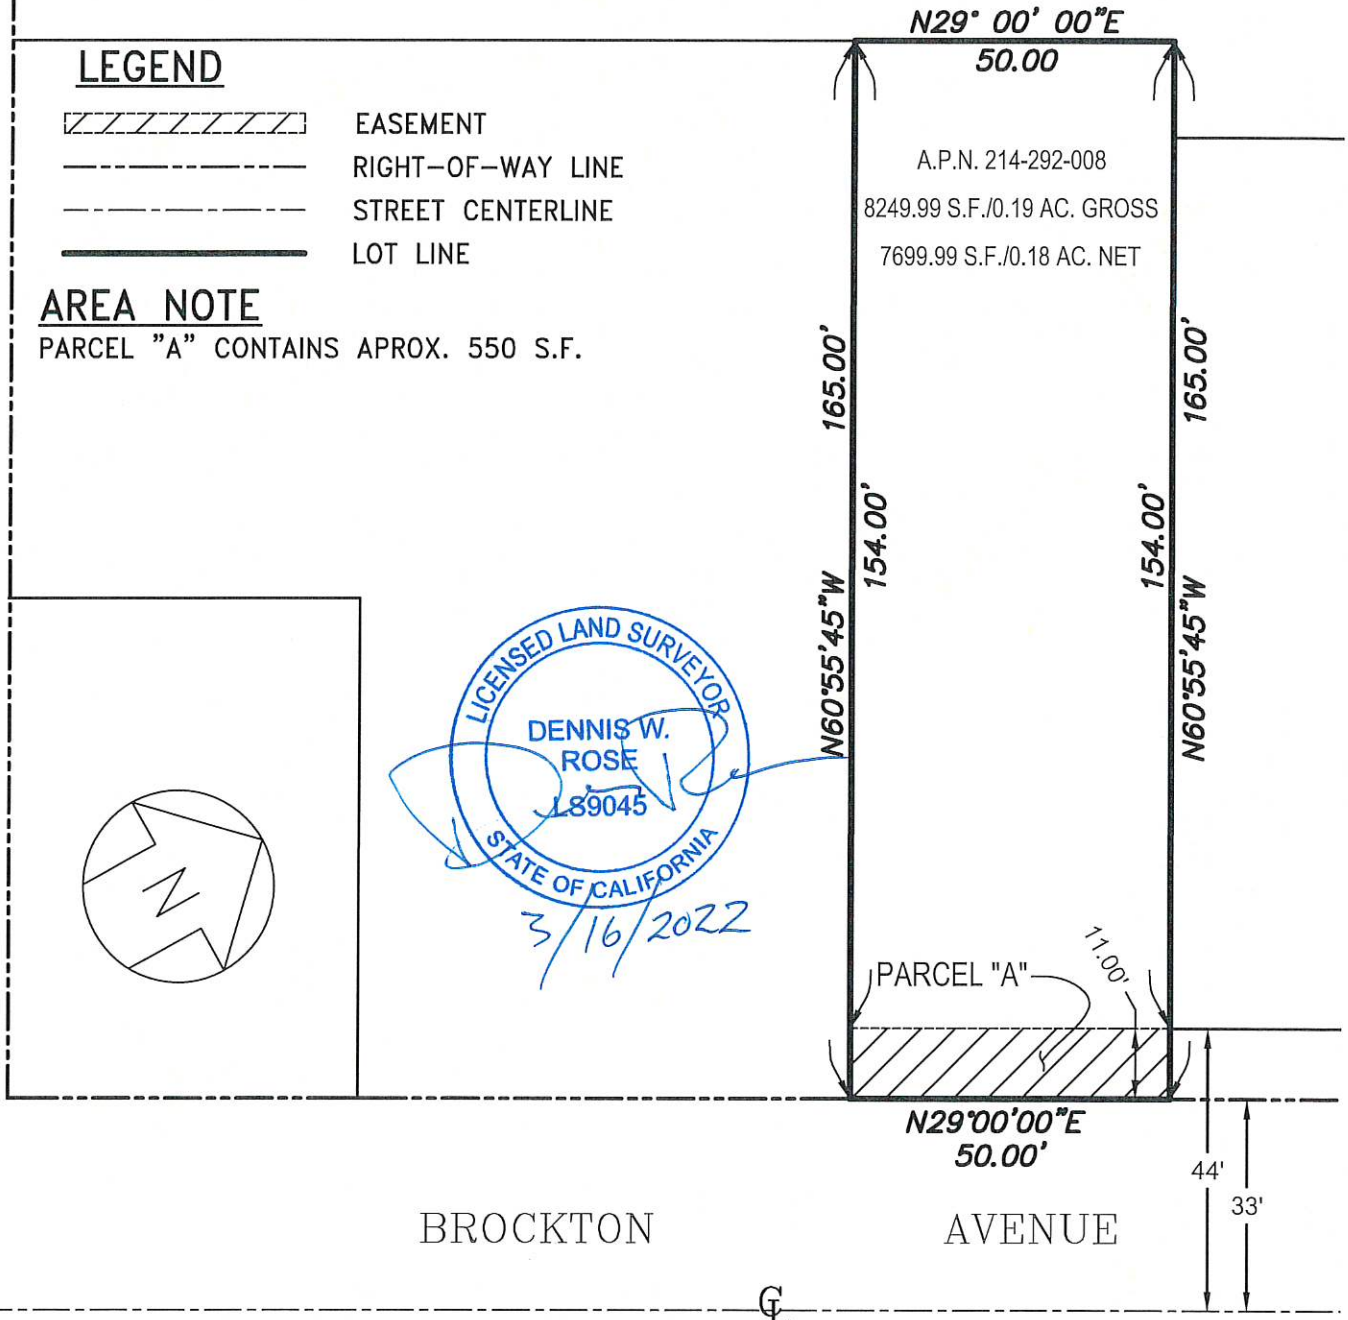 N29° 00' 00"E
50.00
LEGEND
EASEMENT
RIGHT-OF-WAY LINE
STREET CENTERLINE
LOT LINE
AREA NOTE
PARCEL "A" CONTAINS APROX. 550 S.F.
A.P.N. 214-292-008
8249.99 S.F./0.19 AC. GROSS
7699.99 S.F./0.18 AC. NET
165.00'
165.00'
154.00'
154.00'
N60°55'45"W
N60°55'45"W
LICENSED LAND SURVEYOR
DENNIS W.
ROSE
LS9045
STATE OF CALIFORNIA
3/16/2022
N
PARCEL "A"
11.00'
N29°00'00"E
50.00'
44'
33'
BROCKTON AVENUE
℄